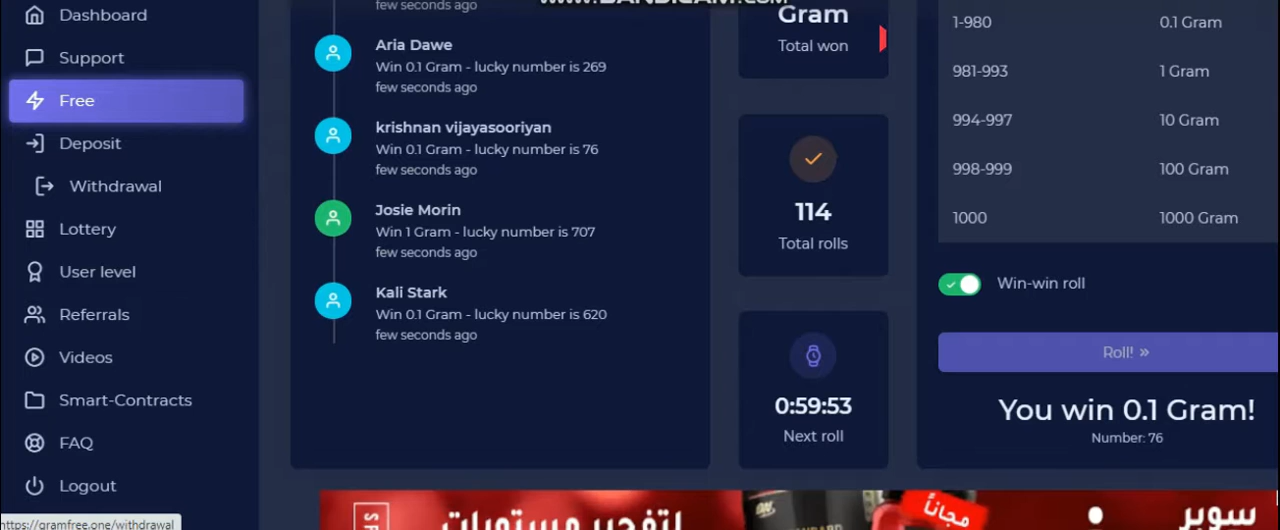 Dashboard
Support
Free
Deposit
Withdrawal
Lottery
User level
Referrals
Videos
Smart-Contracts
FAQ
Logout
https://gramfree.one/withdrawal
few seconds ago
Aria Dawe
Win 0.1 Gram - lucky number is 269
few seconds ago
krishnan vijayasooriyan
Win 0.1 Gram - lucky number is 76
few seconds ago
Josie Morin
Win 1 Gram - lucky number is 707
few seconds ago
Kali Stark
Win 0.1 Gram - lucky number is 620
few seconds ago
www.BANDICAM.com
Gram
Total won
114
Total rolls
0:59:53
Next roll
1-980 0.1 Gram
981-993 1 Gram
994-997 10 Gram
998-999 100 Gram
1000 1000 Gram
Win-win roll
Roll! »
You win 0.1 Gram!
Number: 76
لتفجير مستويات
مجاناً
سوبر